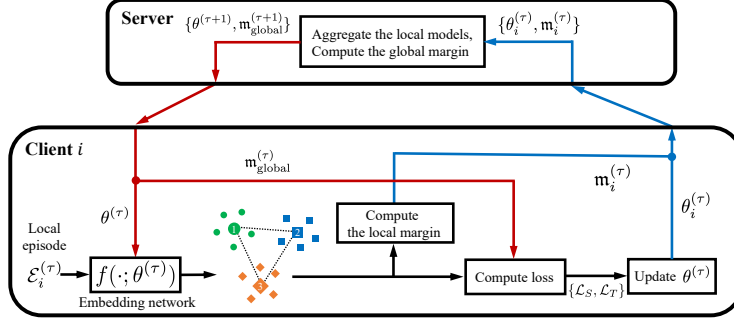 Server
{θ^(τ+1), 𝔪_global^(τ+1)}
Aggregate the local models,
Compute the global margin
{θ_i^(τ), 𝔪_i^(τ)}
Client i
𝔪_global^(τ)
𝔪_i^(τ)
θ^(τ)
θ_i^(τ)
Local
episode
ℰ_i^(τ)
f(·; θ^(τ))
Embedding network
1
2
3
Compute
the local margin
Compute loss
{ℒ_S, ℒ_T}
Update θ^(τ)